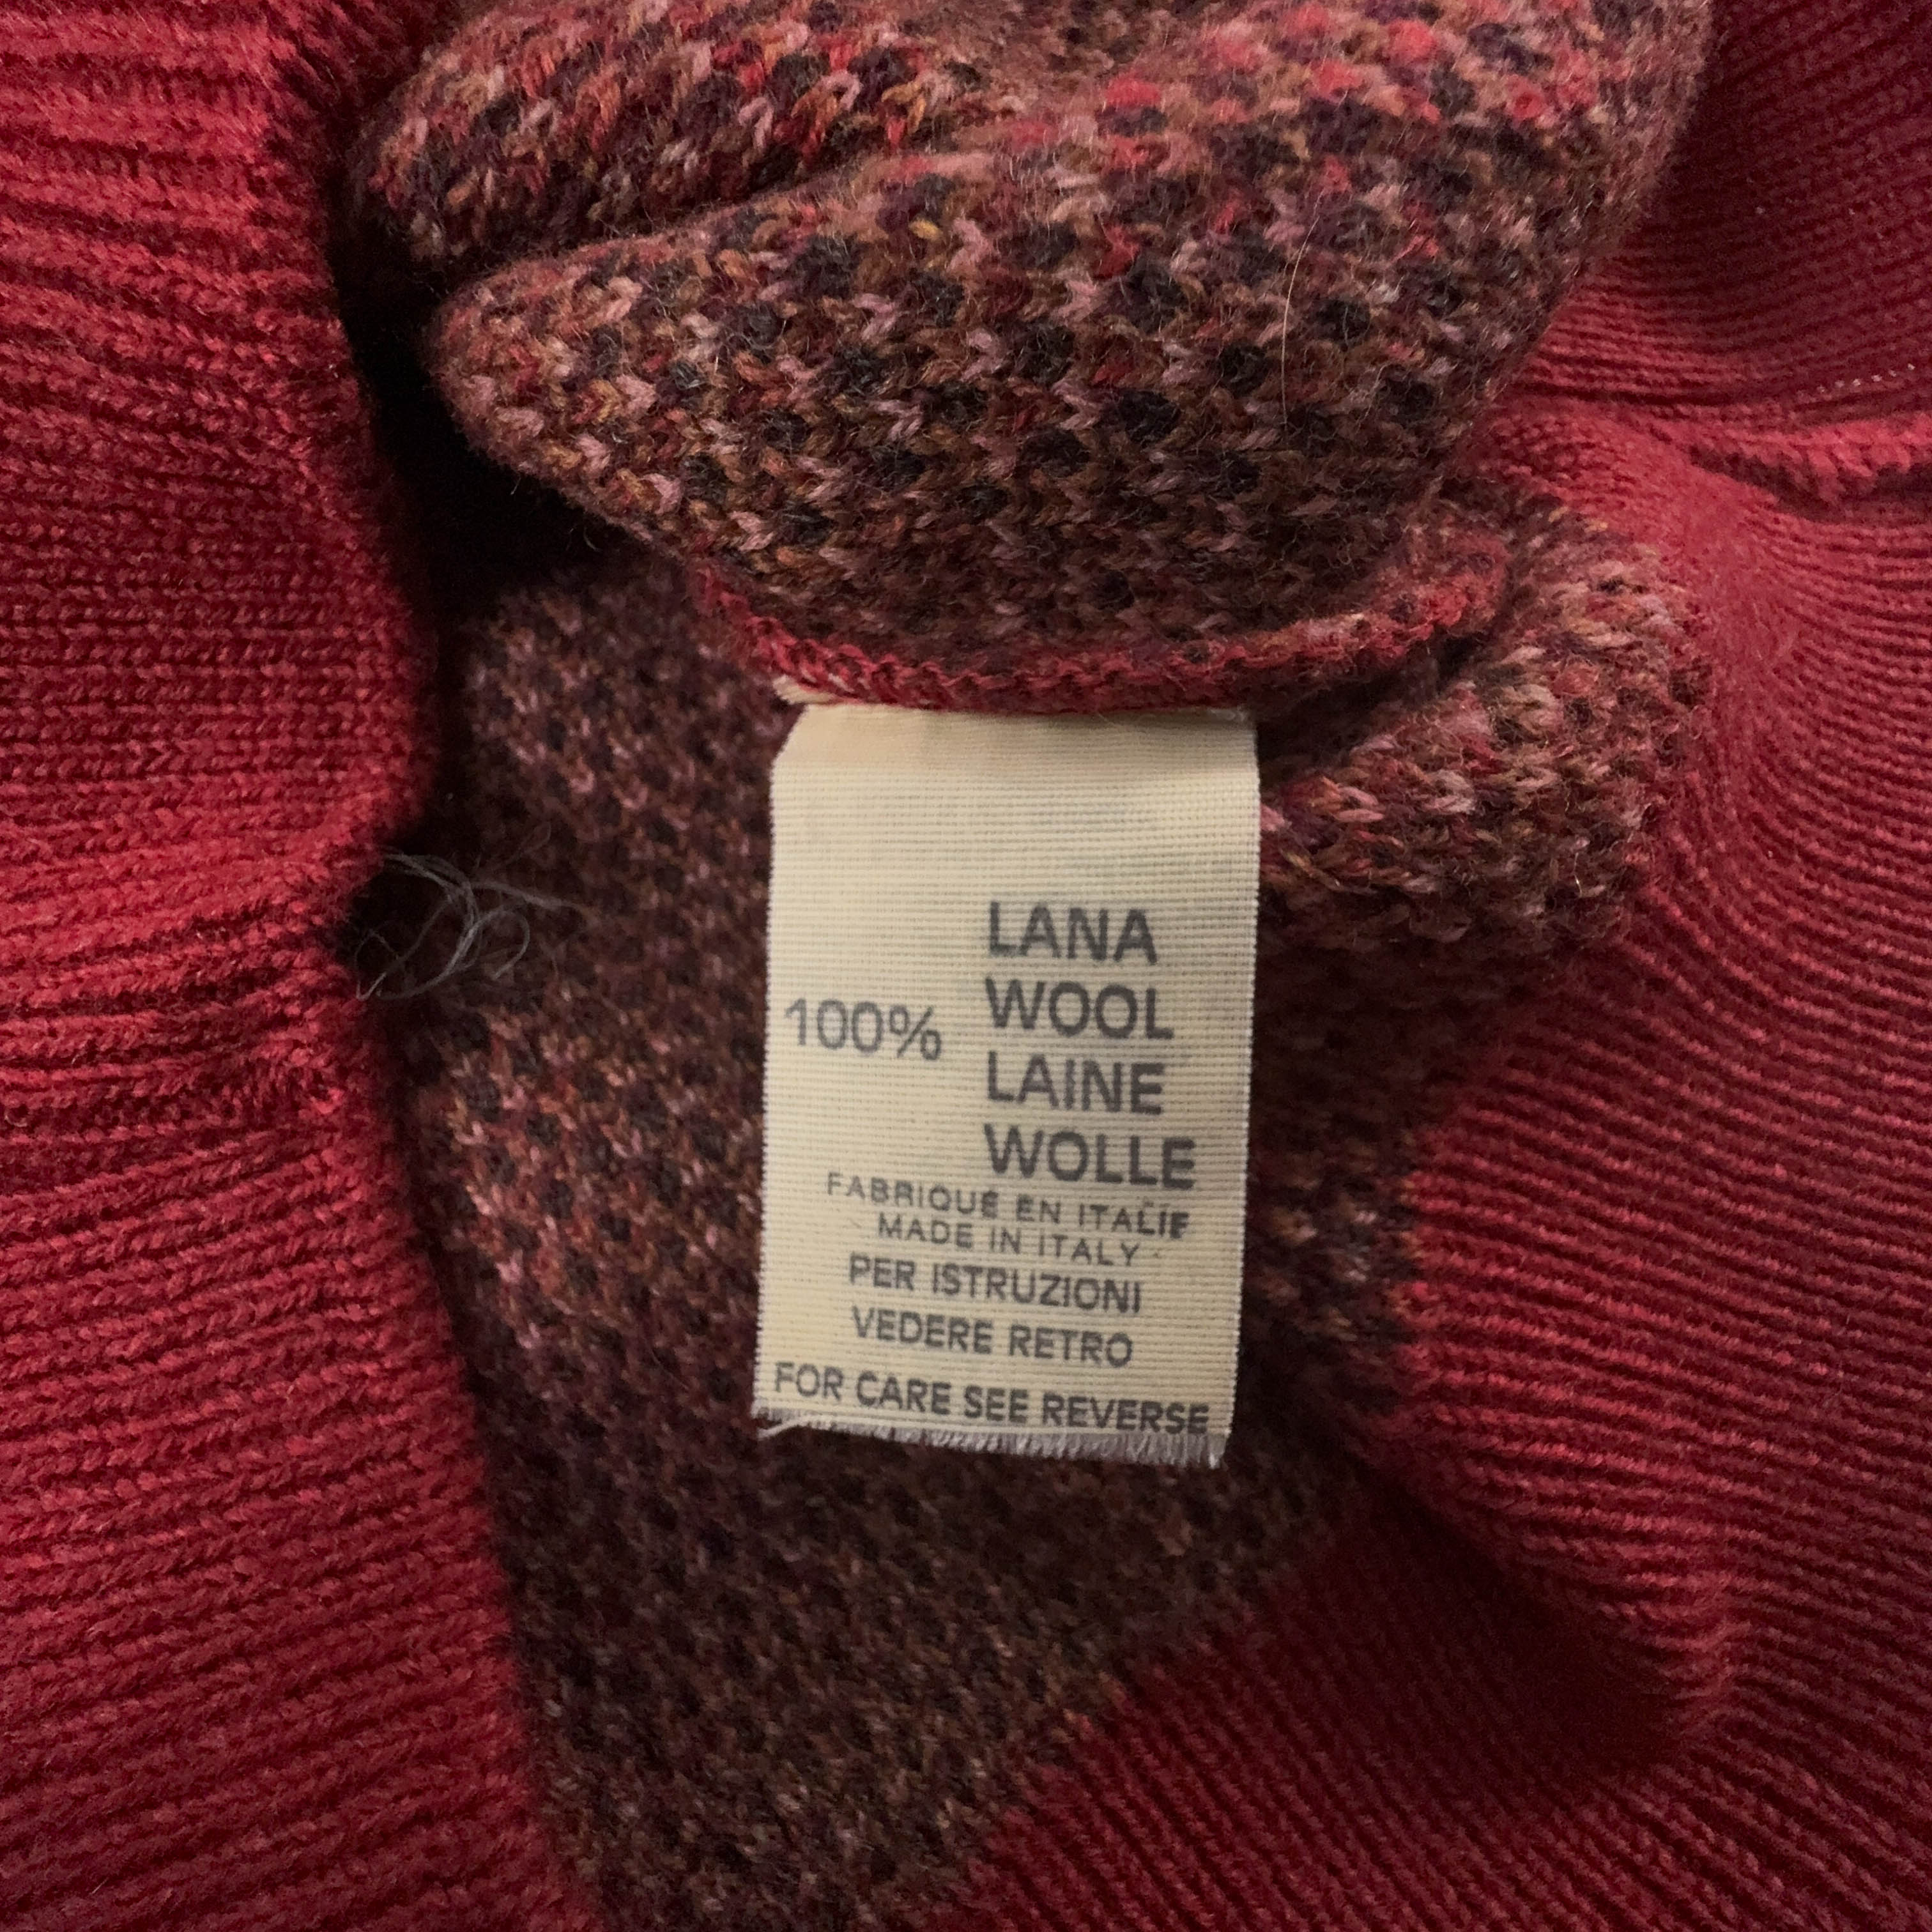 LANA
WOOL
100%
LAINE
WOLLE
FABRIQUÉ EN ITALIE
MADE IN ITALY
PER ISTRUZIONI
VEDERE RETRO
FOR CARE SEE REVERSE